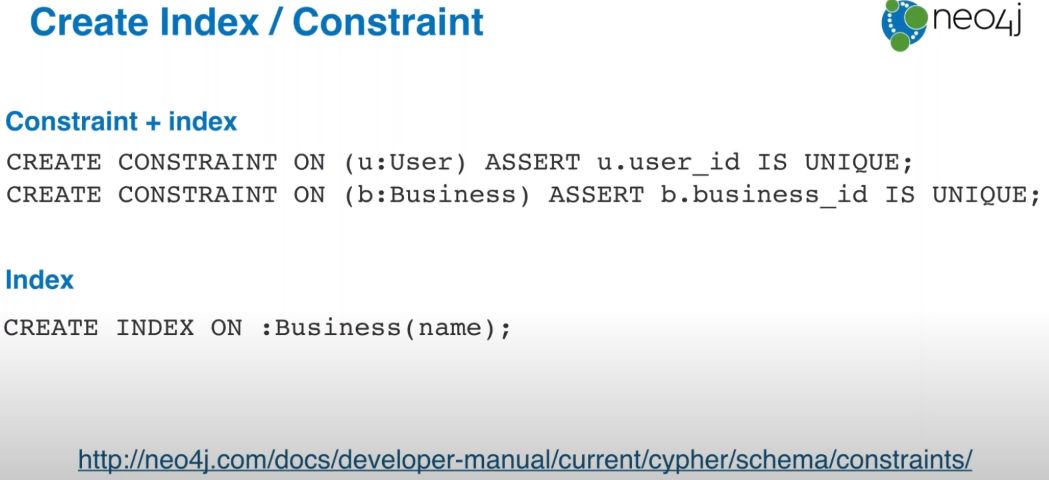 Create Index / Constraint
neo4j
Constraint + index
CREATE CONSTRAINT ON (u:User) ASSERT u.user_id IS UNIQUE;
CREATE CONSTRAINT ON (b:Business) ASSERT b.business_id IS UNIQUE;
Index
CREATE INDEX ON :Business(name);
http://neo4j.com/docs/developer-manual/current/cypher/schema/constraints/